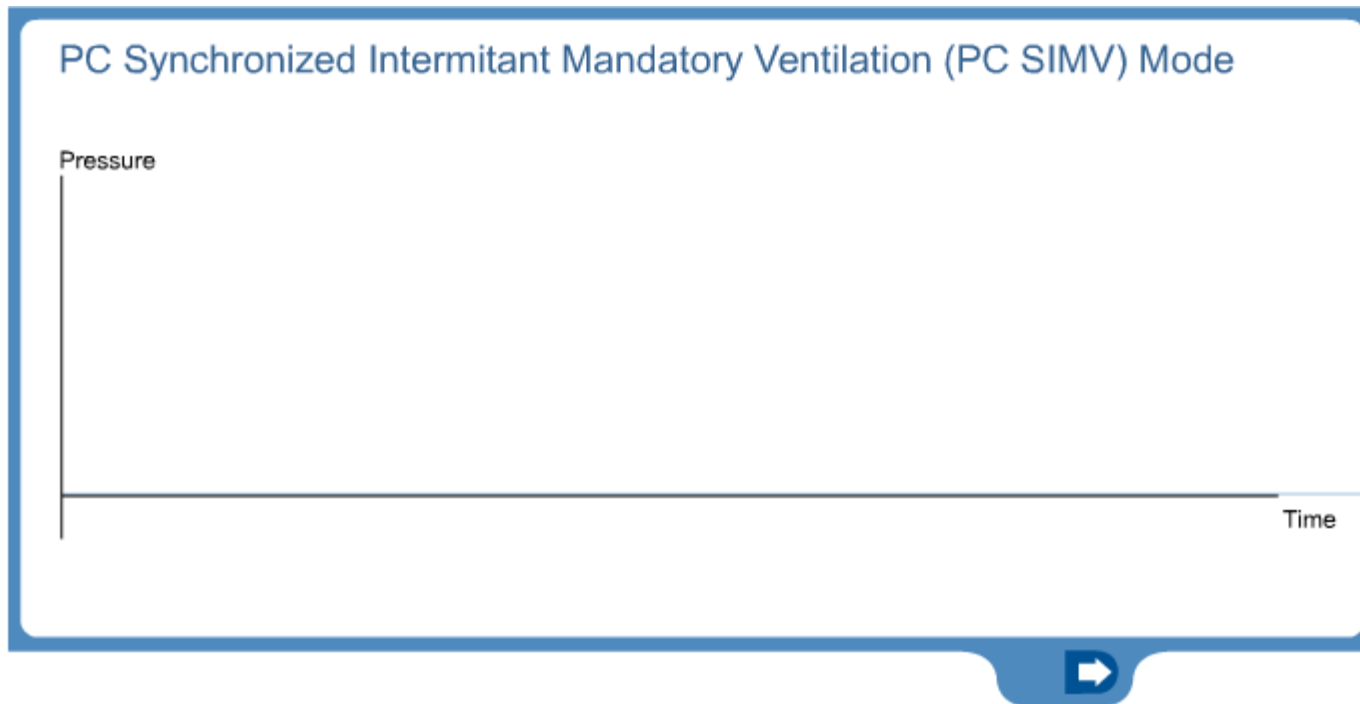 PC Synchronized Intermitant Mandatory Ventilation (PC SIMV) Mode
Pressure
Time